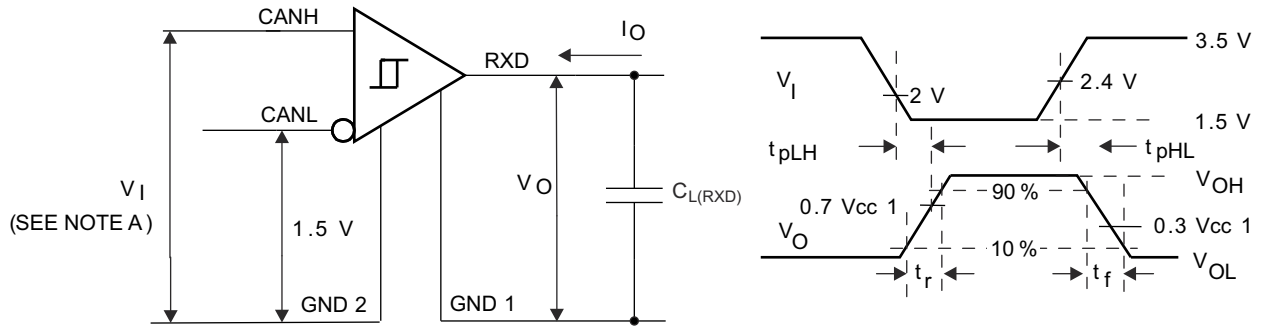 CANH
I O
RXD
CANL
V I
(SEE NOTE A)
1.5 V
V O
C L(RXD)
GND 2
GND 1
3.5 V
V I
2 V
2.4 V
1.5 V
t pLH
t pHL
V OH
90 %
0.7 Vcc 1
0.3 Vcc 1
V O
10 %
V OL
t r
t f